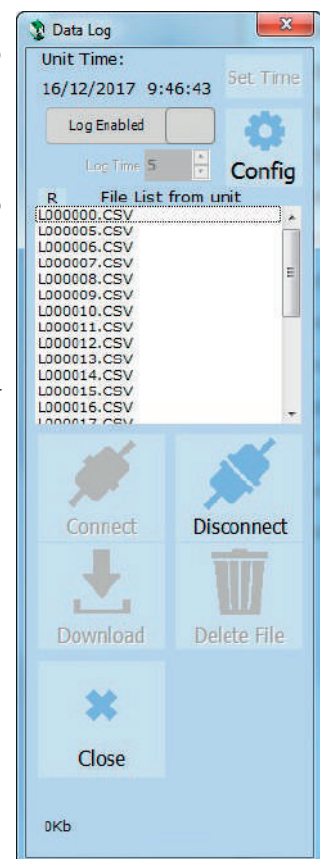 Data Log
Unit Time:
16/12/2017 9:46:43
Set Time
Log Enabled
Log Time 5
Config
R File List from unit
L000000.CSV
L000005.CSV
L000006.CSV
L000007.CSV
L000008.CSV
L000009.CSV
L000010.CSV
L000011.CSV
L000012.CSV
L000013.CSV
L000014.CSV
L000015.CSV
L000016.CSV
L000017.CSV
Connect
Disconnect
Download
Delete File
Close
0Kb